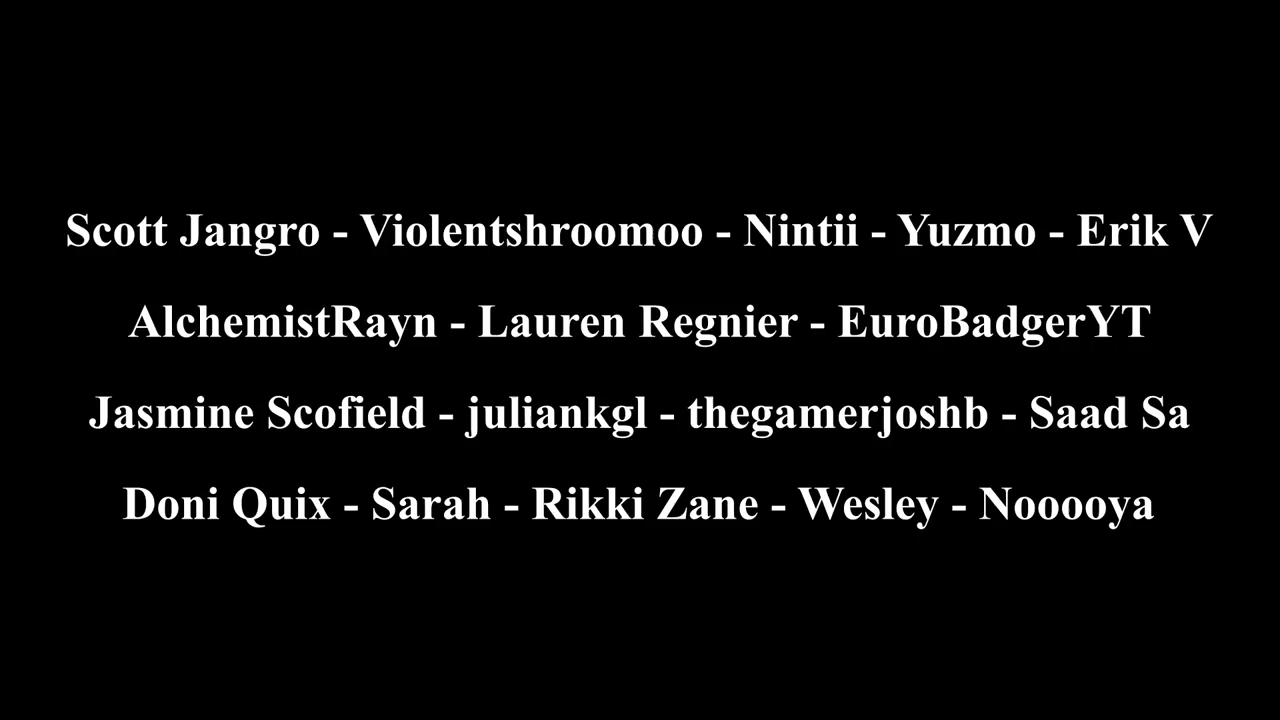 Scott Jangro - Violentshroomoo - Nintii - Yuzmo - Erik V
AlchemistRayn - Lauren Regnier - EuroBadgerYT
Jasmine Scofield - juliankgl - thegamerjoshb - Saad Sa
Doni Quix - Sarah - Rikki Zane - Wesley - Nooooya